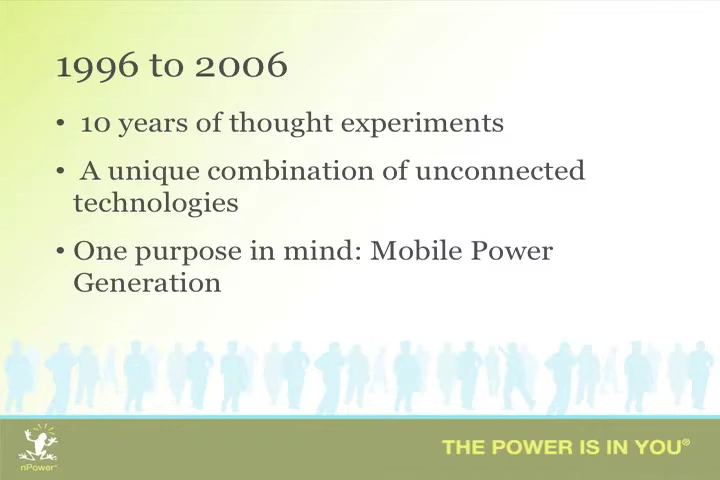 1996 to 2006
• 10 years of thought experiments
• A unique combination of unconnected
technologies
• One purpose in mind: Mobile Power
Generation
THE POWER IS IN YOU®
nPower™